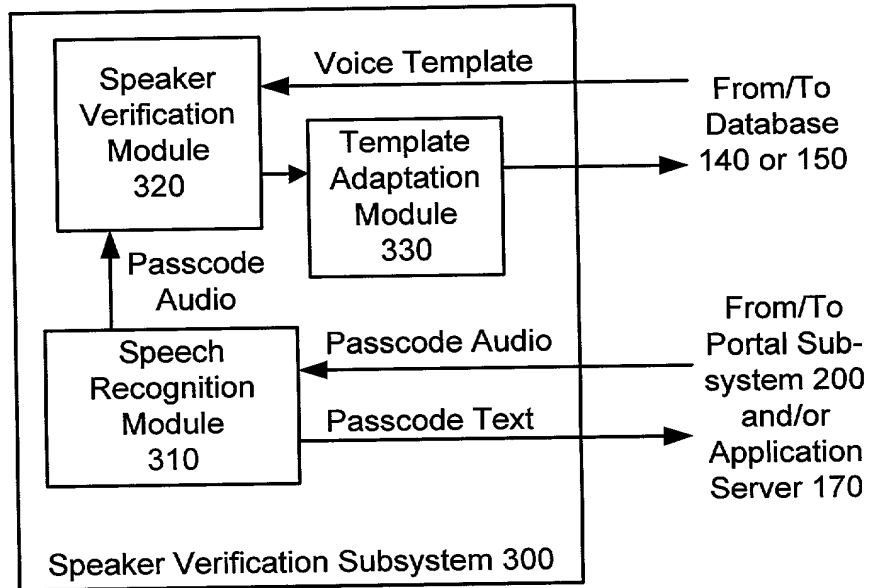 Speaker
Verification
Module
320
Voice Template
From/To
Database
140 or 150
Template
Adaptation
Module
330
Passcode
Audio
Speech
Recognition
Module
310
Passcode Audio
Passcode Text
From/To
Portal Sub-
system 200
and/or
Application
Server 170
Speaker Verification Subsystem 300